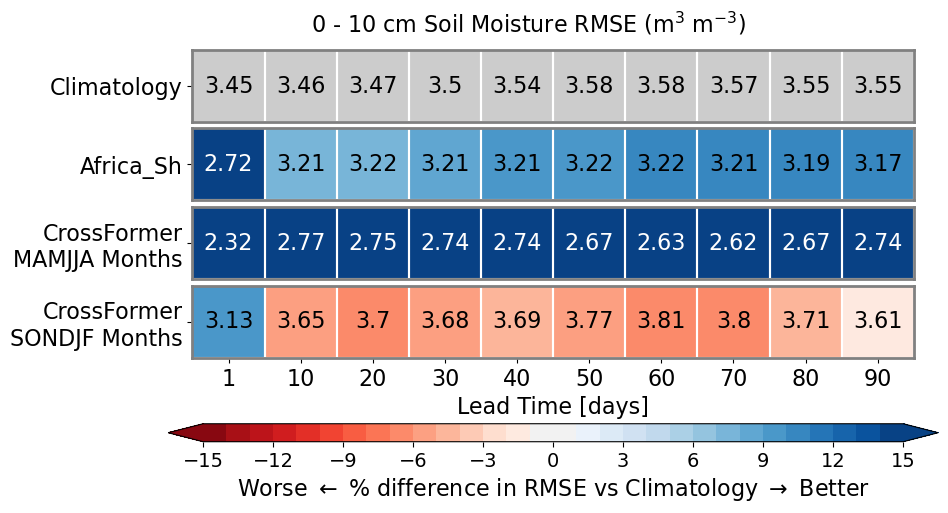 0 - 10 cm Soil Moisture RMSE (m³ m⁻³)
Climatology 3.45 3.46 3.47 3.5 3.54 3.58 3.58 3.57 3.55 3.55
Africa_Sh 2.72 3.21 3.22 3.21 3.21 3.22 3.22 3.21 3.19 3.17
CrossFormer
MAMJJA Months 2.32 2.77 2.75 2.74 2.74 2.67 2.63 2.62 2.67 2.74
CrossFormer
SONDJF Months 3.13 3.65 3.7 3.68 3.69 3.77 3.81 3.8 3.71 3.61
1 10 20 30 40 50 60 70 80 90
Lead Time [days]
−15 −12 −9 −6 −3 0 3 6 9 12 15
Worse ← % difference in RMSE vs Climatology → Better